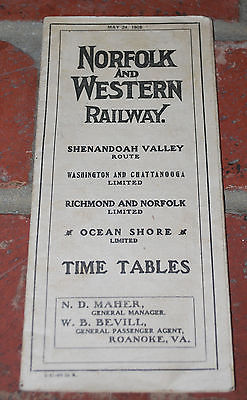 MAY 24, 1908
NORFOLK
AND
WESTERN
RAILWAY.
SHENANDOAH VALLEY
ROUTE
WASHINGTON AND CHATTANOOGA
LIMITED
RICHMOND AND NORFOLK
LIMITED
OCEAN SHORE
LIMITED
TIME TABLES
N. D. MAHER,
GENERAL MANAGER.
W. B. BEVILL,
GENERAL PASSENGER AGENT,
ROANOKE, VA.